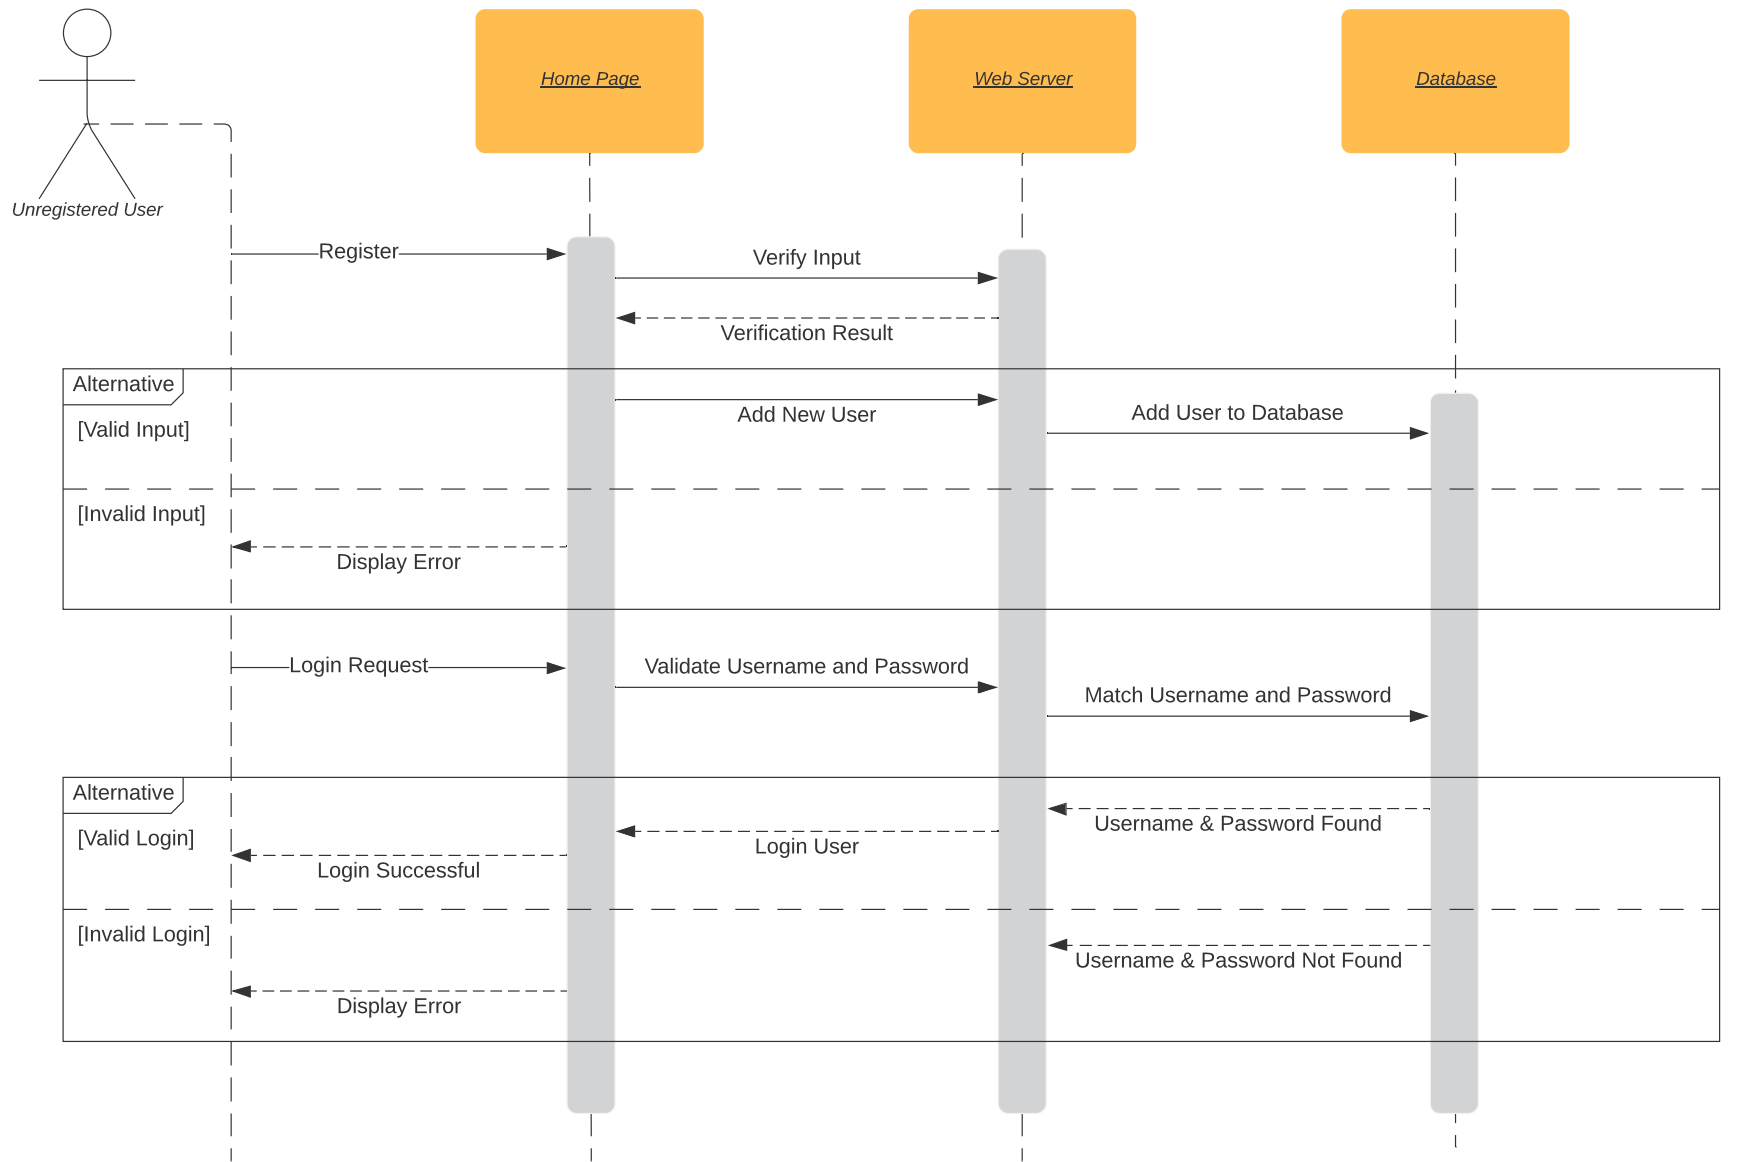 Home Page
Web Server
Database
Unregistered User
Register
Verify Input
Verification Result
Alternative
Add New User
Add User to Database
[Valid Input]
[Invalid Input]
Display Error
Login Request
Validate Username and Password
Match Username and Password
Alternative
Username & Password Found
[Valid Login]
Login User
Login Successful
[Invalid Login]
Username & Password Not Found
Display Error